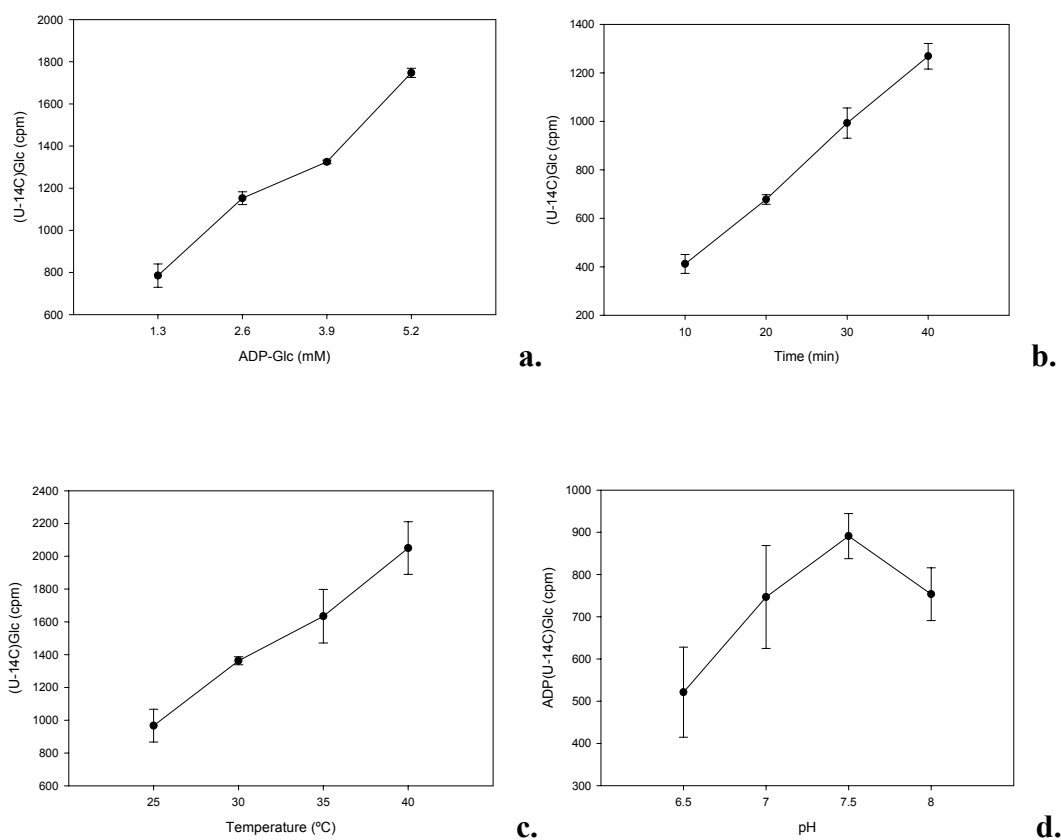 2000
1800
1600
1400
1200
1000
800
600
(U-14C)Glc (cpm)
1.3 2.6 3.9 5.2
ADP-Glc (mM)
a.
1400
1200
1000
800
600
400
200
(U-14C)Glc (cpm)
10 20 30 40
Time (min)
b.
2400
2200
2000
1800
1600
1400
1200
1000
800
600
(U-14C)Glc (cpm)
25 30 35 40
Temperature (ºC)
c.
1000
900
800
700
600
500
400
300
ADP(U-14C)Glc (cpm)
6.5 7 7.5 8
pH
d.